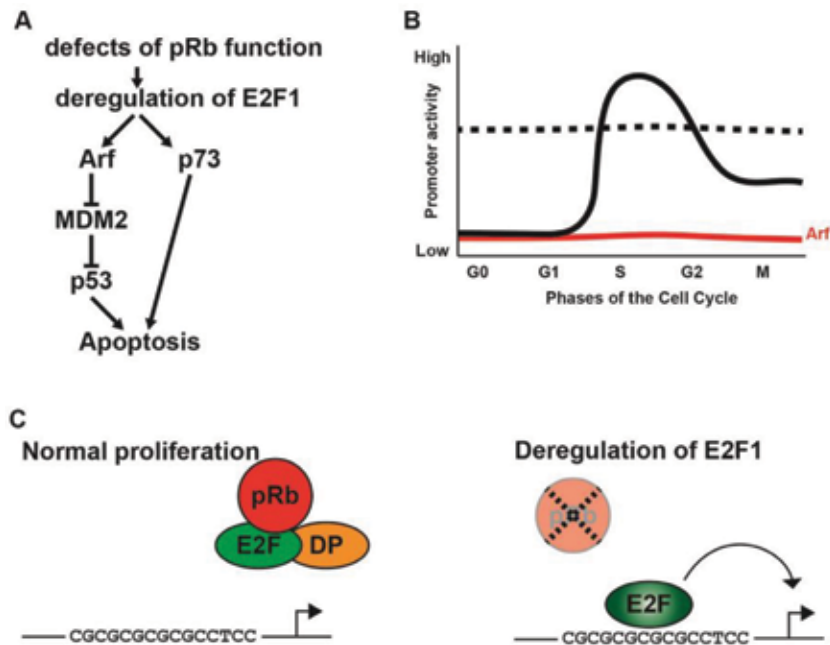 A
defects of pRb function
deregulation of E2F1
Arf p73
MDM2
p53
Apoptosis
B
High
Promoter activity
Low
Arf
G0 G1 S G2 M
Phases of the Cell Cycle
C
Normal proliferation
pRb
E2F DP
CGCGCGCGCGCCTCC
Deregulation of E2F1
pRb
E2F
CGCGCGCGCGCCTCC